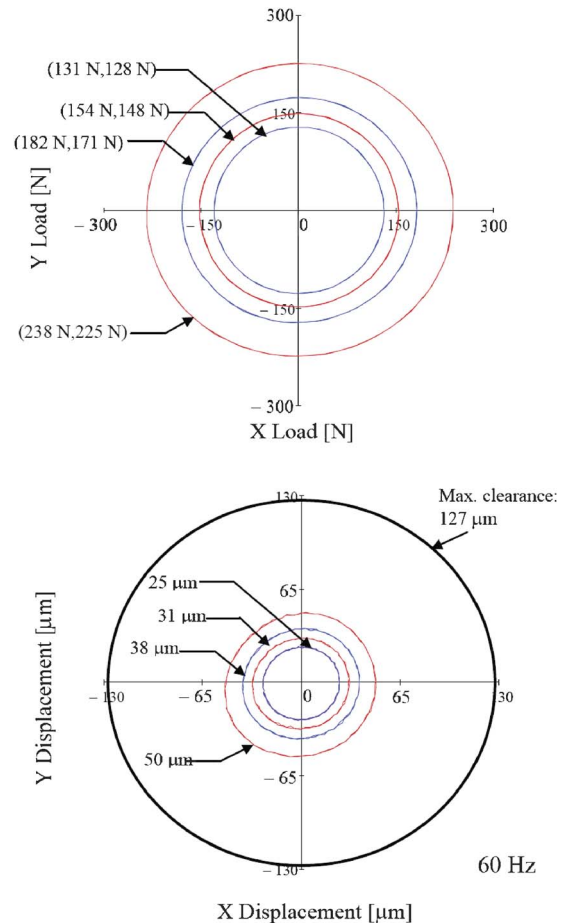 300
(131 N,128 N)
(154 N,148 N)
150
(182 N,171 N)
Y Load [N]
– 300
– 150
0
150
300
– 150
(238 N,225 N)
– 300
X Load [N]
130
Max. clearance:
127 µm
25 µm
65
31 µm
38 µm
Y Displacement [µm]
– 130
– 65
0
65
130
50 µm
– 65
– 130
60 Hz
X Displacement [µm]